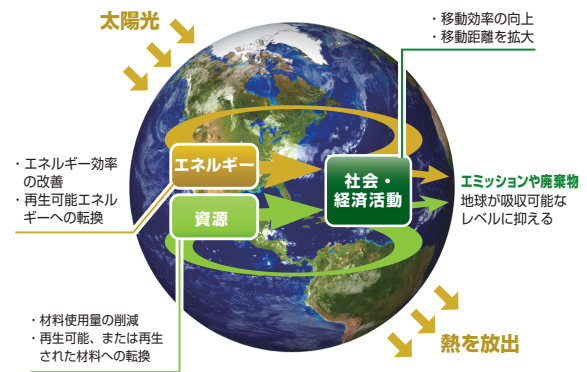 太陽光
・移動効率の向上
・移動距離を拡大
・エネルギー効率
の改善
・再生可能エネル
ギーへの転換
エネルギー
資源
社会・
経済活動
エミッションや廃棄物
地球が吸収可能な
レベルに抑える
・材料使用量の削減
・再生可能、または再生
された材料への転換
熱を放出